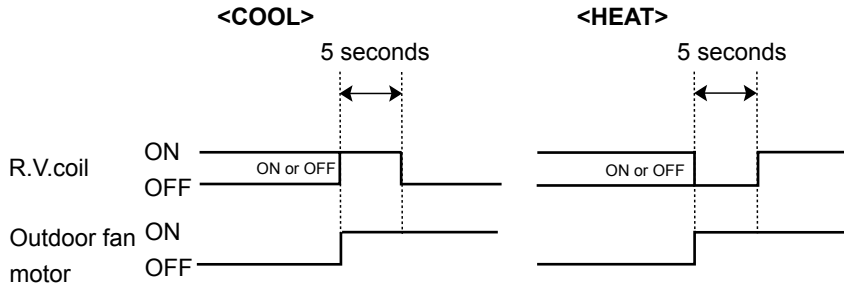 <COOL> <HEAT>
5 seconds 5 seconds
ON
R.V.coil ON or OFF ON or OFF
OFF
Outdoor fan ON
motor OFF